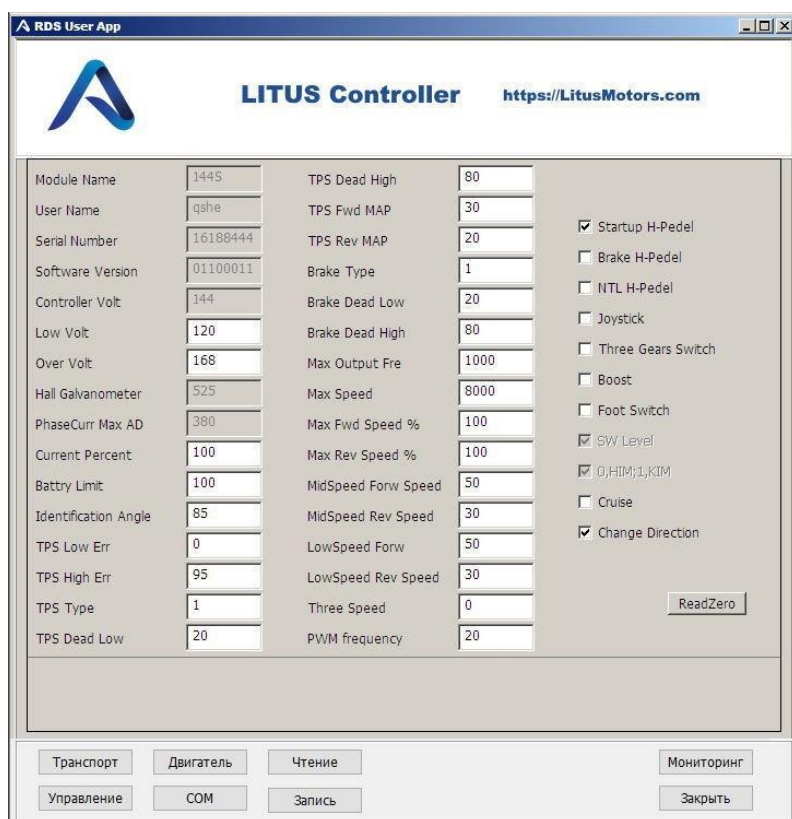 RDS User App
LITUS Controller https://LitusMotors.com
Module Name 144S
User Name qshe
Serial Number 16188444
Software Version 01100011
Controller Volt 144
Low Volt 120
Over Volt 168
Hall Galvanometer 525
PhaseCurr Max AD 380
Current Percent 100
Battry Limit 100
Identification Angle 85
TPS Low Err 0
TPS High Err 95
TPS Type 1
TPS Dead Low 20
TPS Dead High 80
TPS Fwd MAP 30
TPS Rev MAP 20
Brake Type 1
Brake Dead Low 20
Brake Dead High 80
Max Output Fre 1000
Max Speed 8000
Max Fwd Speed % 100
Max Rev Speed % 100
MidSpeed Forw Speed 50
MidSpeed Rev Speed 30
LowSpeed Forw 50
LowSpeed Rev Speed 30
Three Speed 0
PWM frequency 20
Startup H-Pedel
Brake H-Pedel
NTL H-Pedel
Joystick
Three Gears Switch
Boost
Foot Switch
SW Level
0,HIM;1,KIM
Cruise
Change Direction
ReadZero
Транспорт Двигатель Чтение Мониторинг
Управление COM Запись Закрыть